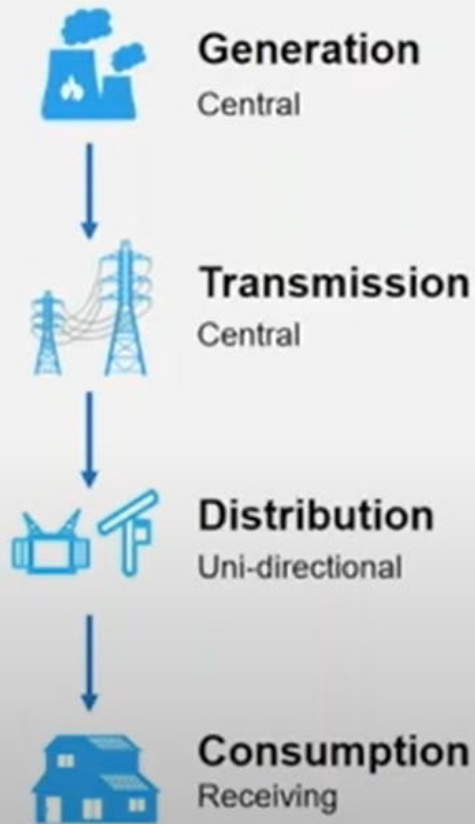 Generation
Central
Transmission
Central
Distribution
Uni-directional
Consumption
Receiving